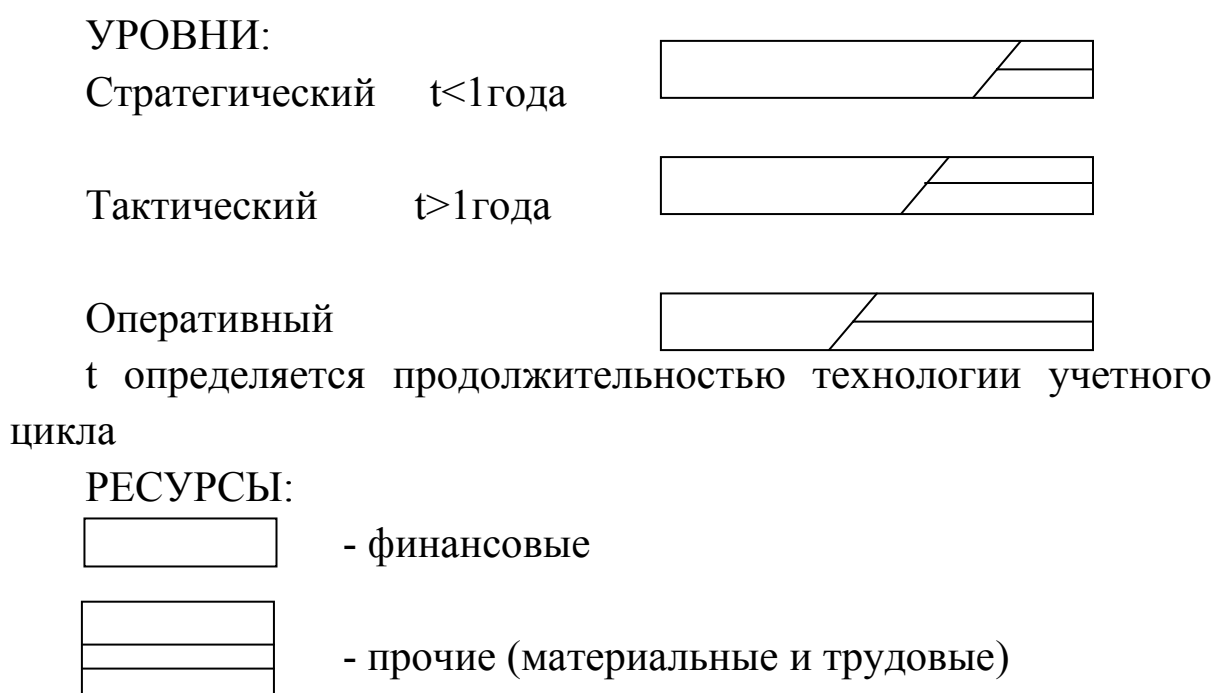 УРОВНИ:
Стратегический t<1года
Тактический t>1года
Оперативный
t определяется продолжительностью технологии учетного
цикла
РЕСУРСЫ:
- финансовые
- прочие (материальные и трудовые)